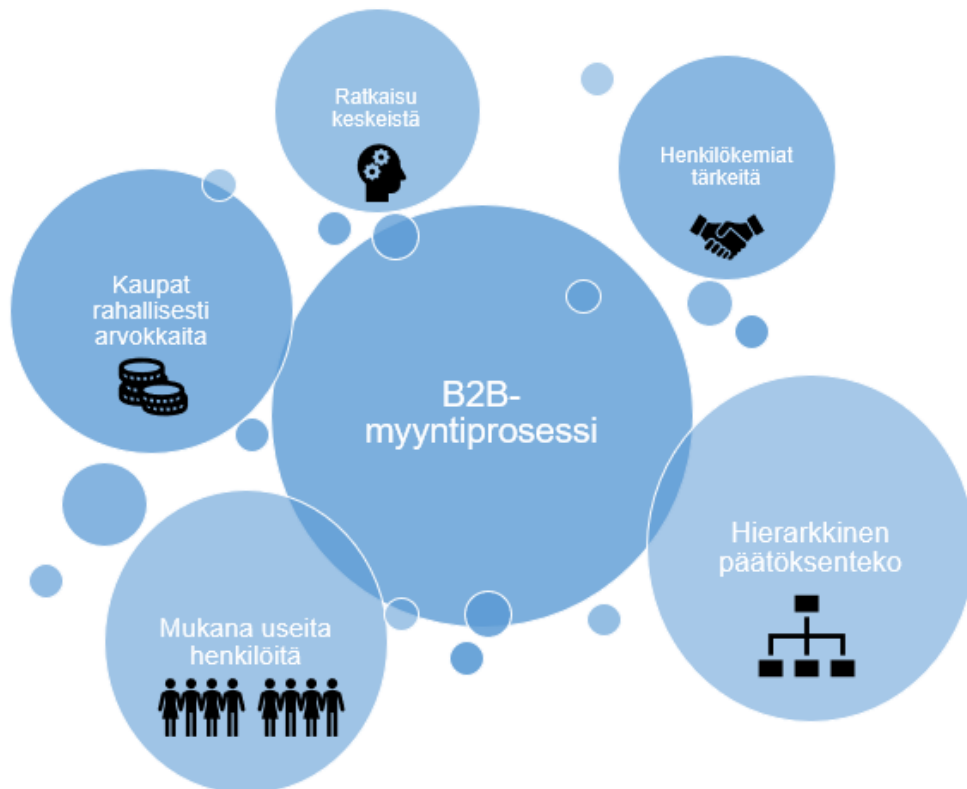 Ratkaisu
keskeistä
Henkilökemiat
tärkeitä
Kaupat
rahallisesti
arvokkaita
B2B-
myyntiprosessi
Hierarkkinen
päätöksenteko
Mukana useita
henkilöitä